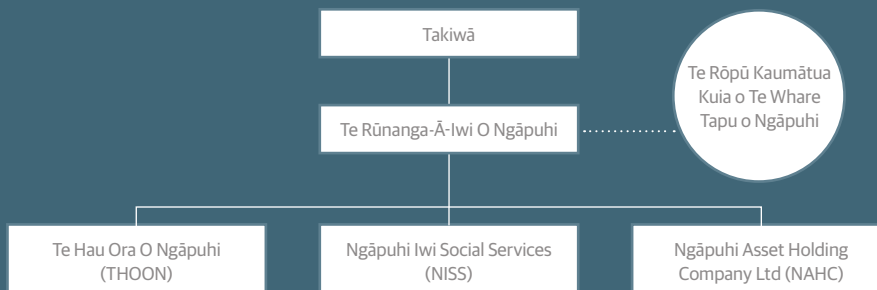 Takiwā
Te Rōpū Kaumātua
Kuia o Te Whare
Tapu o Ngāpuhi
Te Rūnanga-Ā-Iwi O Ngāpuhi
Te Hau Ora O Ngāpuhi
(THOON)
Ngāpuhi Iwi Social Services
(NISS)
Ngāpuhi Asset Holding
Company Ltd (NAHC)